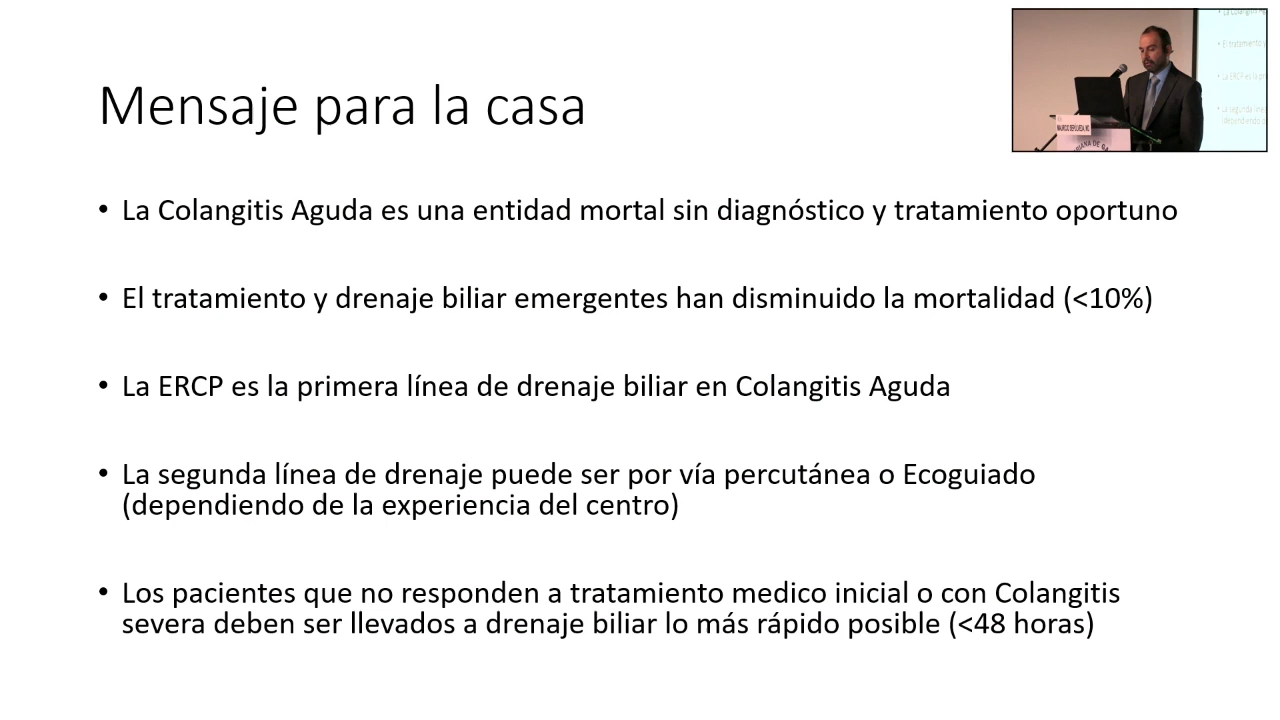 Mensaje para la casa
• La Colangitis Aguda es una entidad mortal sin diagnóstico y tratamiento oportuno
• El tratamiento y drenaje biliar emergentes han disminuido la mortalidad (<10%)
• La ERCP es la primera línea de drenaje biliar en Colangitis Aguda
• La segunda línea de drenaje puede ser por vía percutánea o Ecoguiado
(dependiendo de la experiencia del centro)
• Los pacientes que no responden a tratamiento medico inicial o con Colangitis
severa deben ser llevados a drenaje biliar lo más rápido posible (<48 horas)